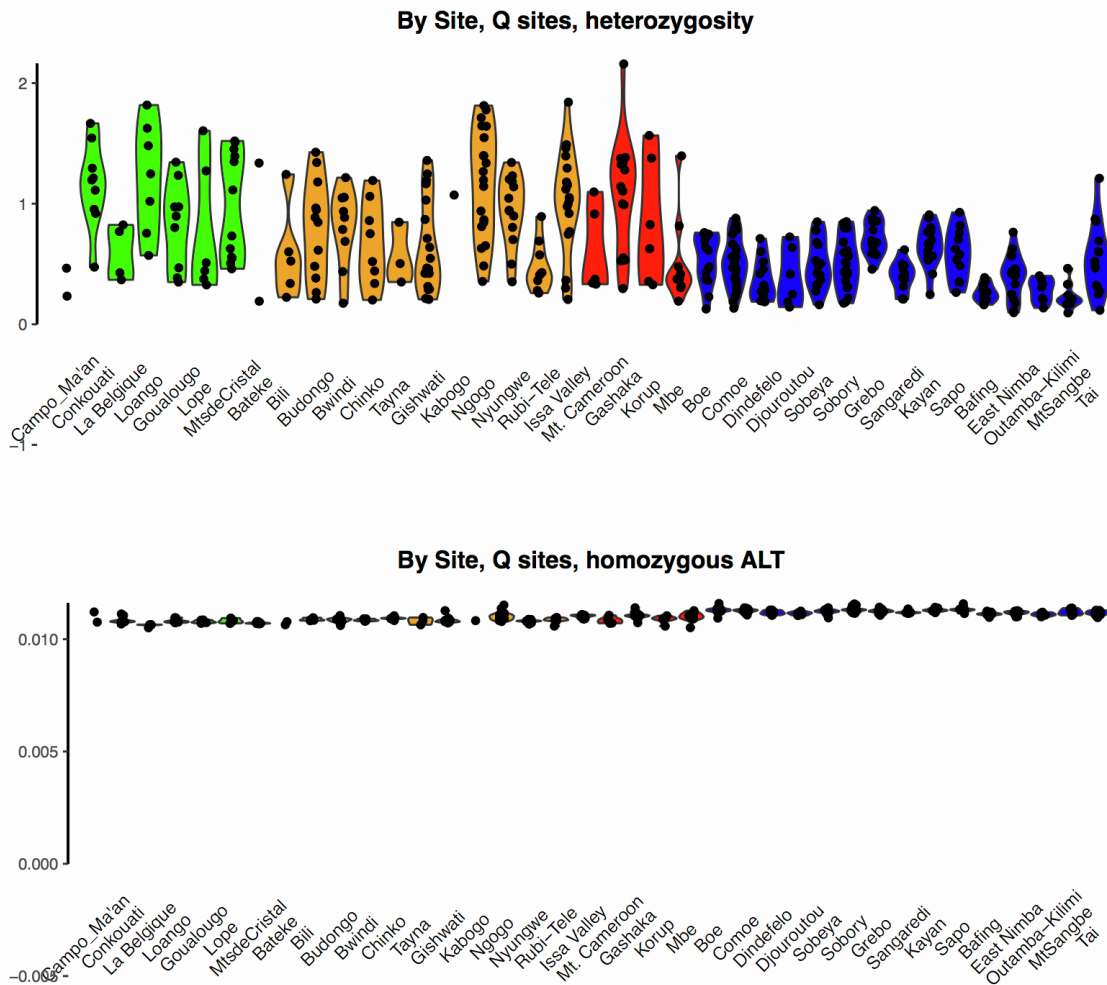 By Site, Q sites, heterozygosity
2
1
0
−1
Campo_Ma'an
Conkouati
La Belgique
Loango
Goualougo
Lope
MtsdeCristal
Bateke
Bili
Budongo
Bwindi
Chinko
Tayna
Gishwati
Kabogo
Ngogo
Nyungwe
Rubi−Tele
Issa Valley
Mt. Cameroon
Gashaka
Korup
Mbe
Boe
Comoe
Dindefelo
Djouroutou
Sobeya
Sobory
Grebo
Sangaredi
Kayan
Sapo
Bafing
East Nimba
Outamba−Kilimi
MtSangbe
Tai
By Site, Q sites, homozygous ALT
0.010
0.005
0.000
−0.005
Campo_Ma'an
Conkouati
La Belgique
Loango
Goualougo
Lope
MtsdeCristal
Bateke
Bili
Budongo
Bwindi
Chinko
Tayna
Gishwati
Kabogo
Ngogo
Nyungwe
Rubi−Tele
Issa Valley
Mt. Cameroon
Gashaka
Korup
Mbe
Boe
Comoe
Dindefelo
Djouroutou
Sobeya
Sobory
Grebo
Sangaredi
Kayan
Sapo
Bafing
East Nimba
Outamba−Kilimi
MtSangbe
Tai